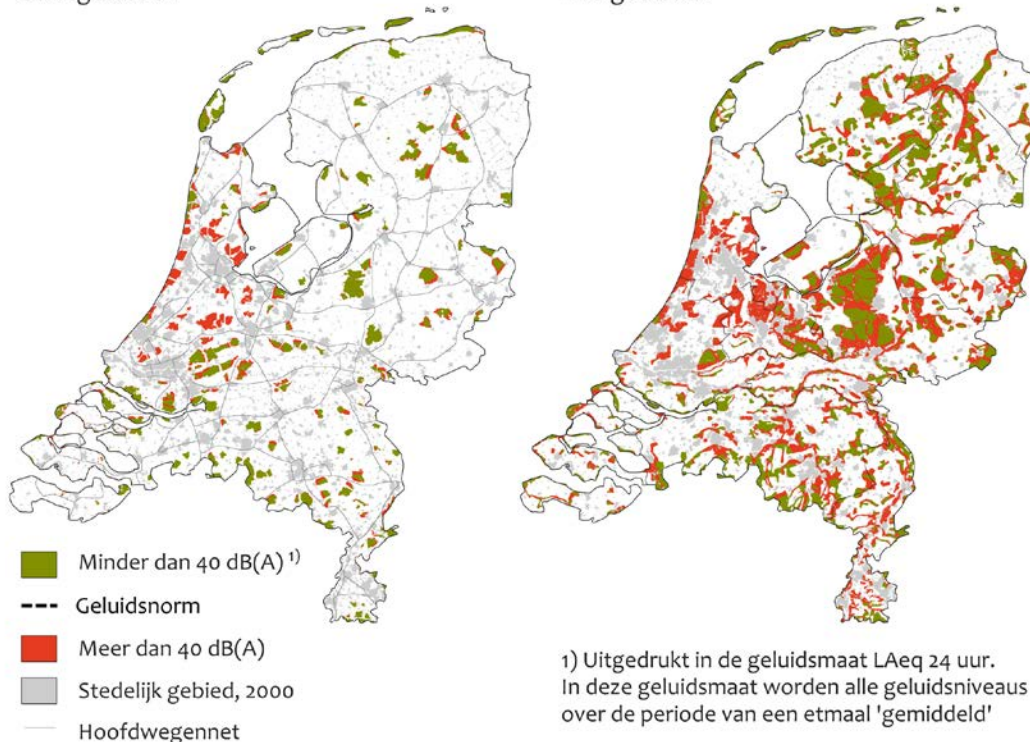 Minder dan 40 dB(A) 1)
Geluidsnorm
Meer dan 40 dB(A)
Stedelijk gebied, 2000
Hoofdwegennet
1) Uitgedrukt in de geluidsmaat LAeq 24 uur.
In deze geluidsmaat worden alle geluidsniveaus
over de periode van een etmaal 'gemiddeld'